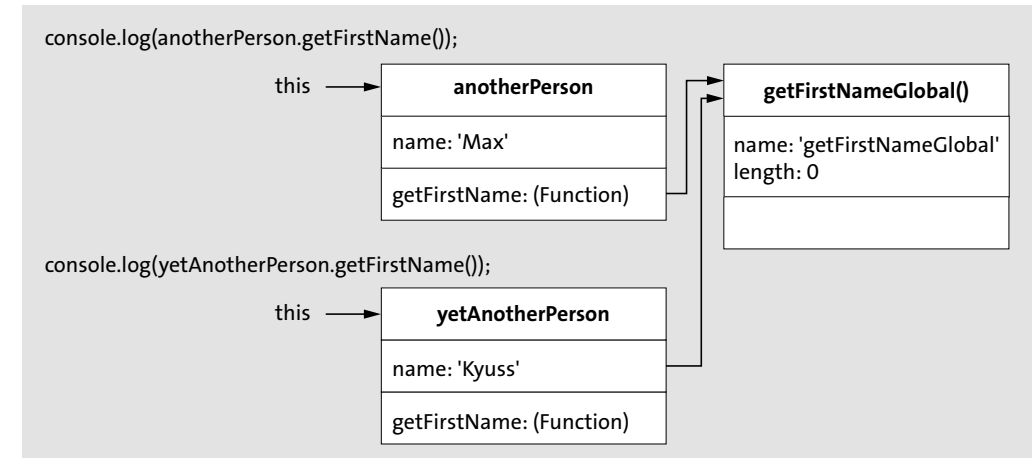 console.log(anotherPerson.getFirstName());
this
anotherPerson
name: 'Max'
getFirstName: (Function)
getFirstNameGlobal()
name: 'getFirstNameGlobal'
length: 0
console.log(yetAnotherPerson.getFirstName());
this
yetAnotherPerson
name: 'Kyuss'
getFirstName: (Function)